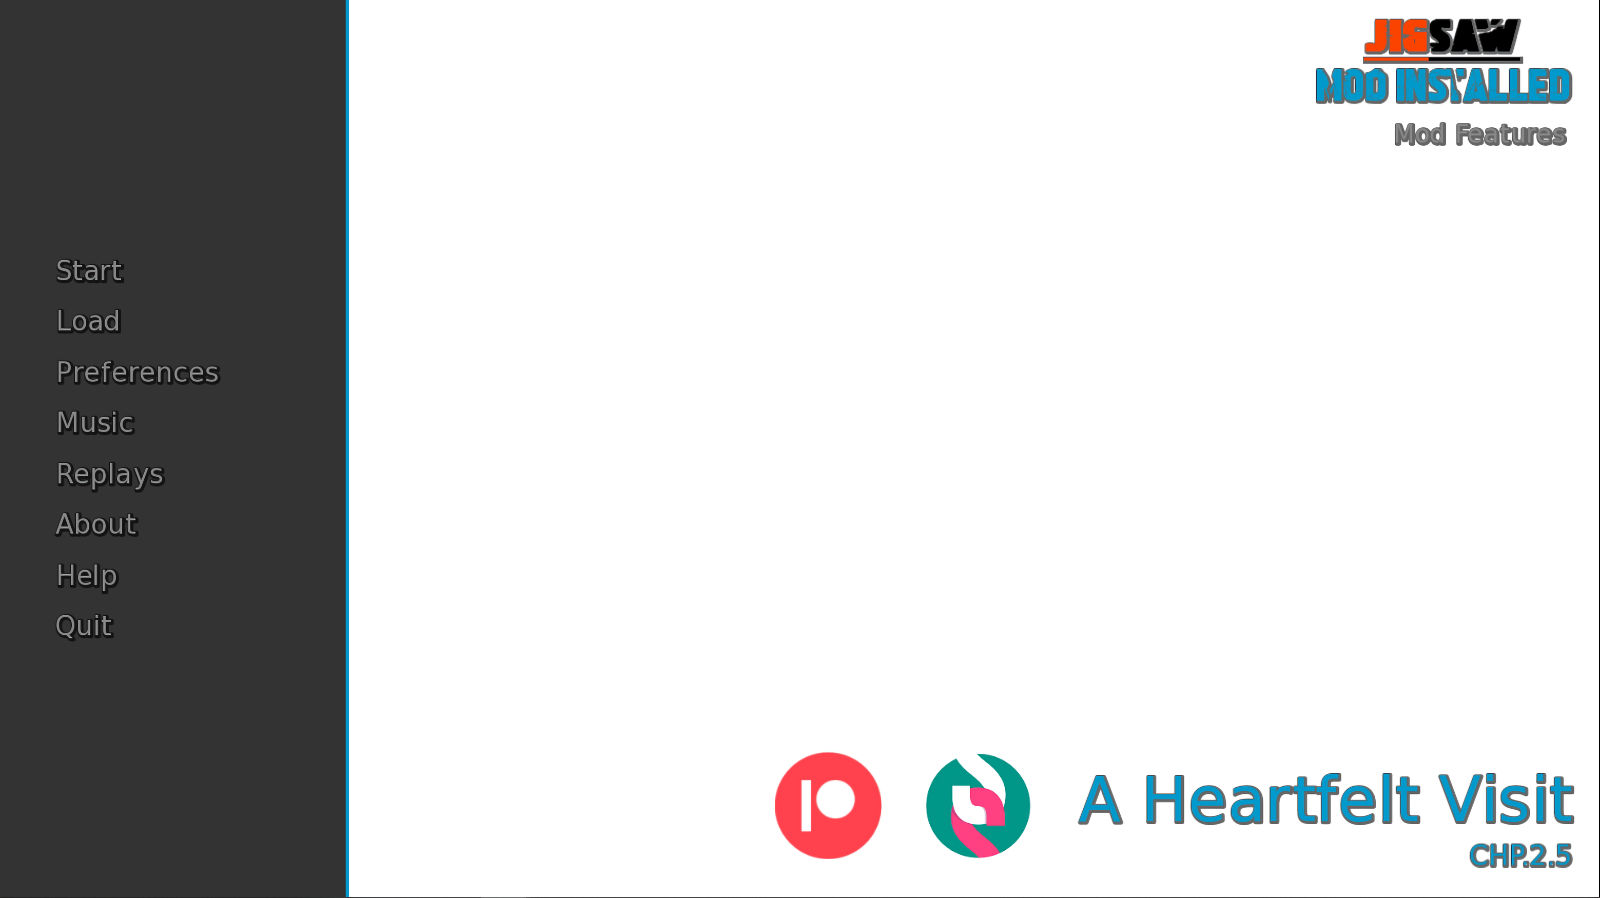 JIGSAW
MOD INSTALLED
Mod Features
Start
Load
Preferences
Music
Replays
About
Help
Quit
A Heartfelt Visit
CHP.2.5